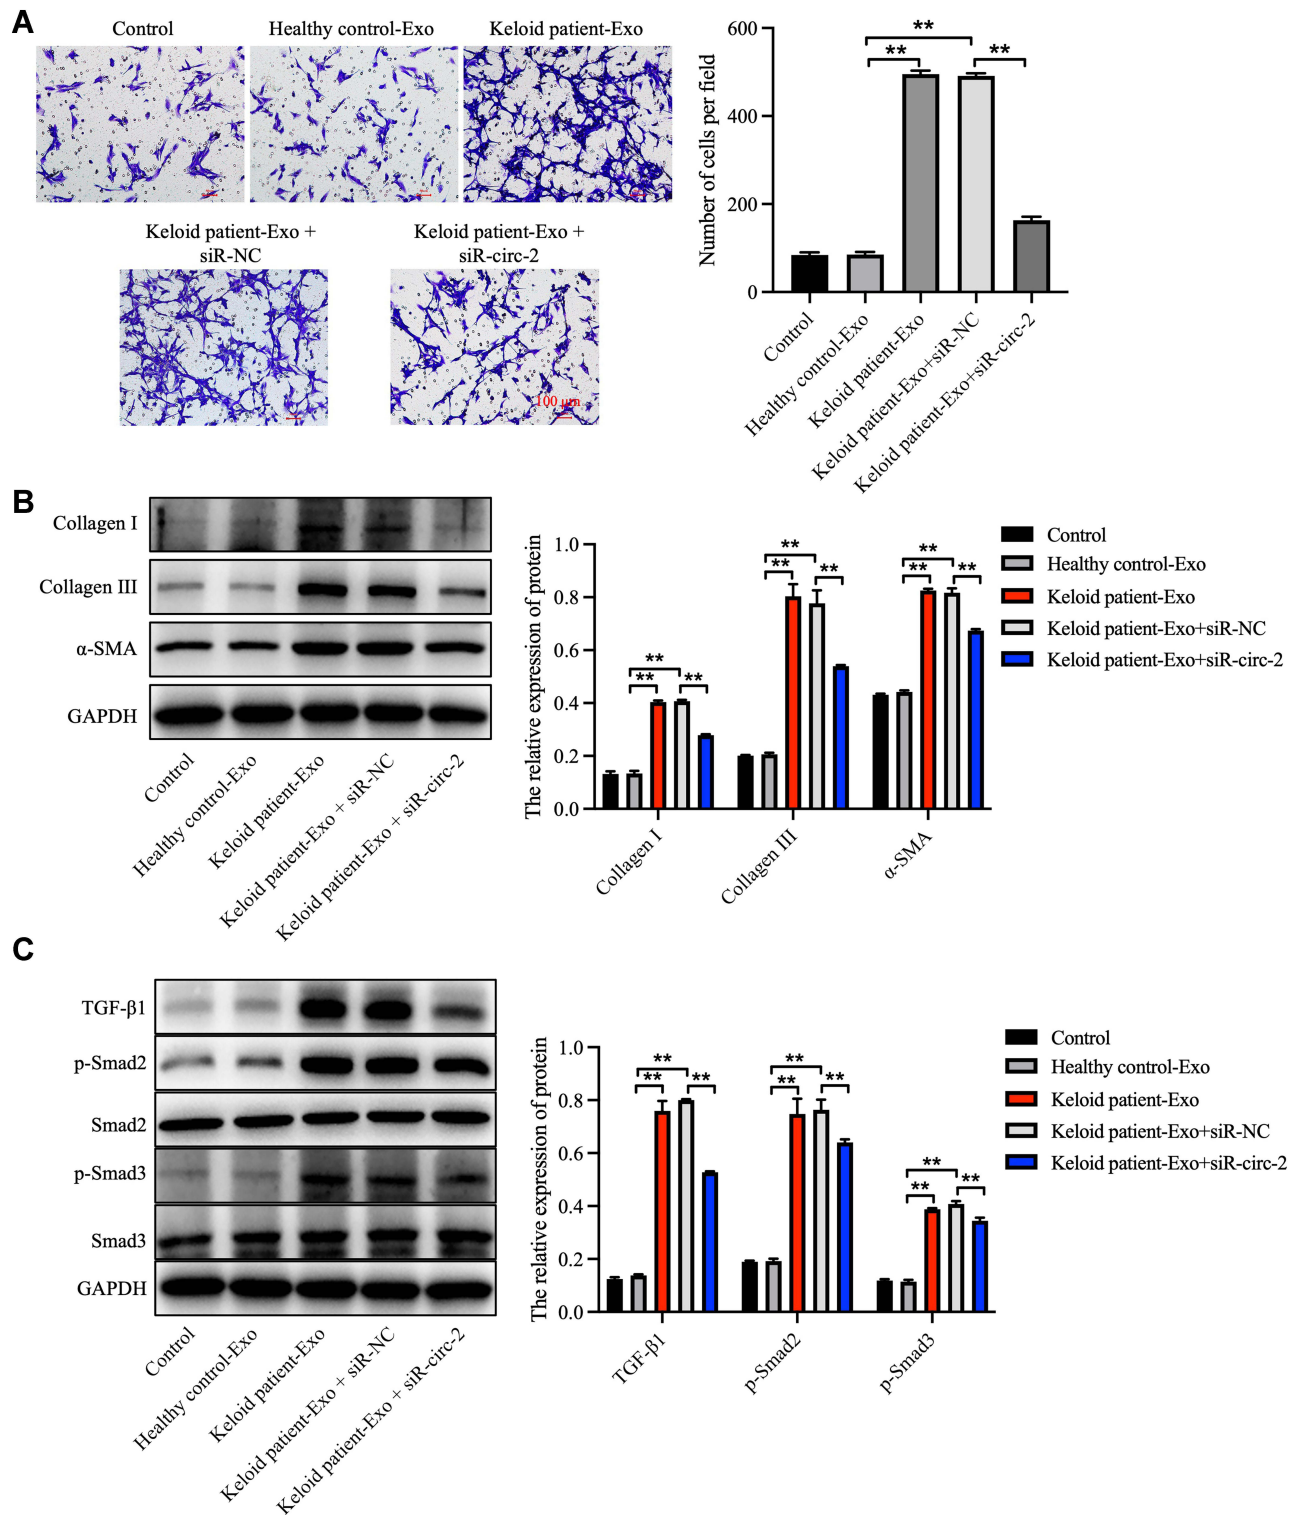 A
Control
Healthy control-Exo
Keloid patient-Exo
Keloid patient-Exo +
siR-NC
Keloid patient-Exo +
siR-circ-2
100 μm
Number of cells per field
600
400
200
0
**
**
**
Control
Healthy control-Exo
Keloid patient-Exo
Keloid patient-Exo+siR-NC
Keloid patient-Exo+siR-circ-2
B
Collagen I
Collagen III
α-SMA
GAPDH
Control
Healthy control-Exo
Keloid patient-Exo
Keloid patient-Exo + siR-NC
Keloid patient-Exo + siR-circ-2
The relative expression of protein
1.0
0.8
0.6
0.4
0.2
0.0
**
**
**
**
**
**
**
**
**
Collagen I
Collagen III
α-SMA
Control
Healthy control-Exo
Keloid patient-Exo
Keloid patient-Exo+siR-NC
Keloid patient-Exo+siR-circ-2
C
TGF-β1
p-Smad2
Smad2
p-Smad3
Smad3
GAPDH
Control
Healthy control-Exo
Keloid patient-Exo
Keloid patient-Exo + siR-NC
Keloid patient-Exo + siR-circ-2
The relative expression of protein
1.0
0.8
0.6
0.4
0.2
0.0
**
**
**
**
**
**
**
**
**
TGF-β1
p-Smad2
p-Smad3
Control
Healthy control-Exo
Keloid patient-Exo
Keloid patient-Exo+siR-NC
Keloid patient-Exo+siR-circ-2